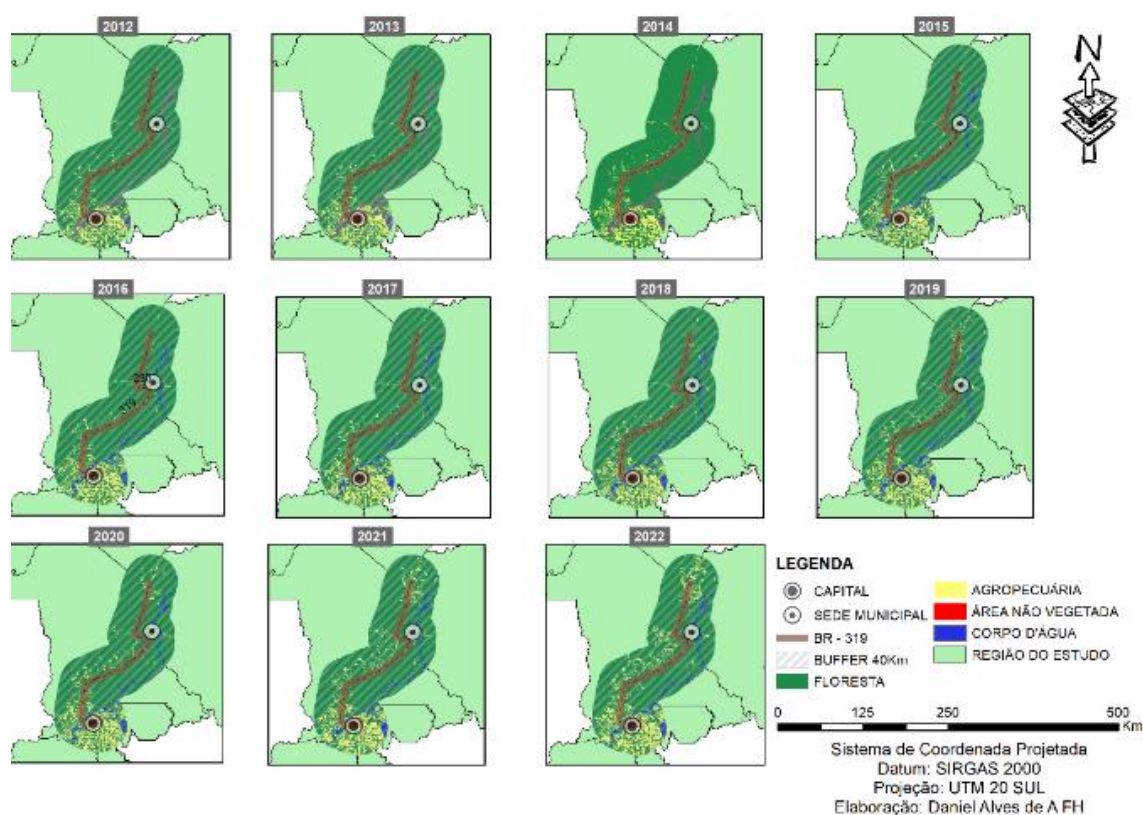 2012
2013
2014
2015
N
2016
2017
2018
2019
319
2020
2021
2022
LEGENDA
CAPITAL
SEDE MUNICIPAL
BR - 319
BUFFER 40Km
FLORESTA
AGROPECUÁRIA
ÁREA NÃO VEGETADA
CORPO D'ÁGUA
REGIÃO DO ESTUDO
0 125 250 500
Km
Sistema de Coordenada Projetada
Datum: SIRGAS 2000
Projeção: UTM 20 SUL
Elaboração: Daniel Alves de A FH